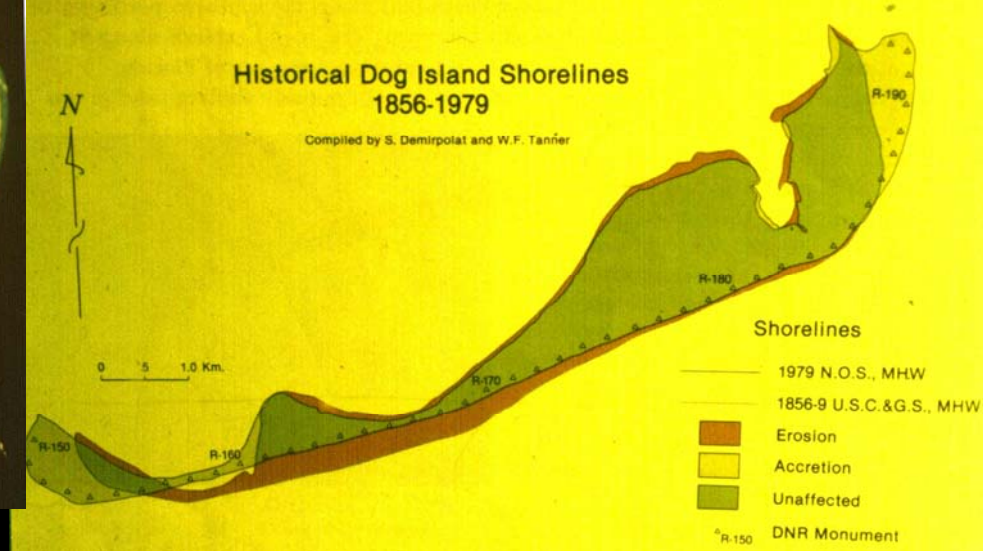 Historical Dog Island Shorelines
1856-1979
Compiled by S. Demirpolat and W.F. Tanner
N
R-190
R-180
0 .5 1.0 Km.
R-170
R-150
R-160
Shorelines
1979 N.O.S., MHW
1856-9 U.S.C.&G.S., MHW
Erosion
Accretion
Unaffected
R-150 DNR Monument